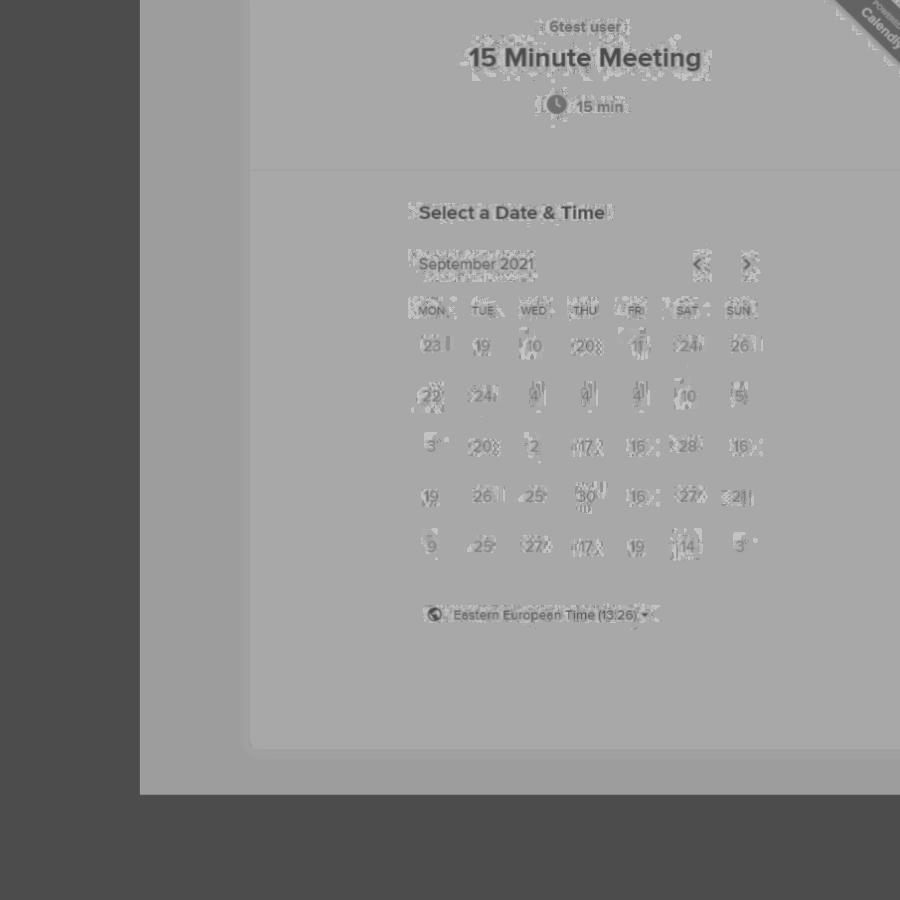 POWERED
Calendly
6test user
15 Minute Meeting
15 min
Select a Date & Time
September 2021
MON TUE WED THU FRI SAT SUN
23 19 10 20 11 24 26
22 24 4 4 4 10 5
3 20 2 17 16 28 16
19 26 25 30 16 27 21
9 25 27 17 19 14 3
Eastern European Time (13:26)